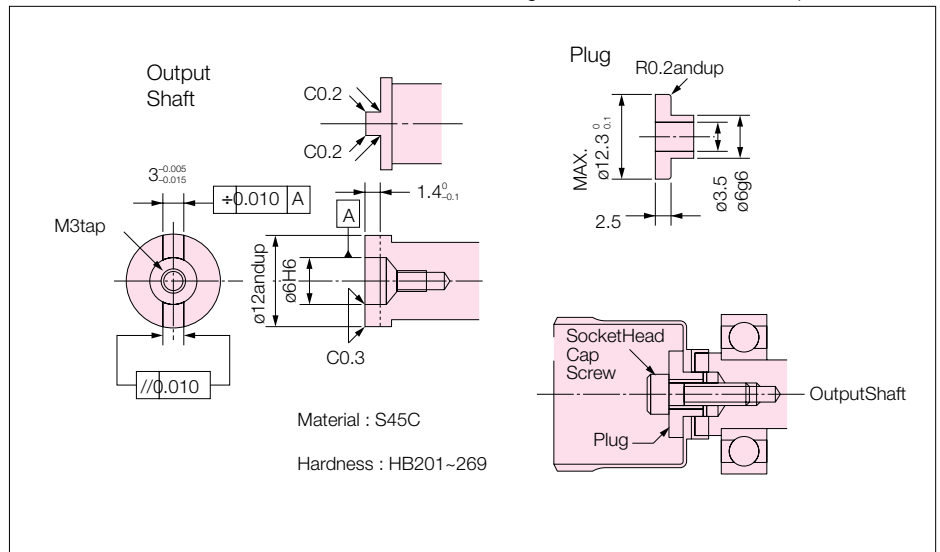 Output
Shaft
C0.2
C0.2
3 -0.005 -0.015
÷0.010 A
M3tap
//0.010
A
1.4 0 -0.1
ø12andup
ø6H6
C0.3
Material : S45C
Hardness : HB201~269
Plug
R0.2andup
MAX.
ø12.3 0 0.1
2.5
ø3.5
ø6g6
SocketHead
Cap
Screw
Plug
OutputShaft